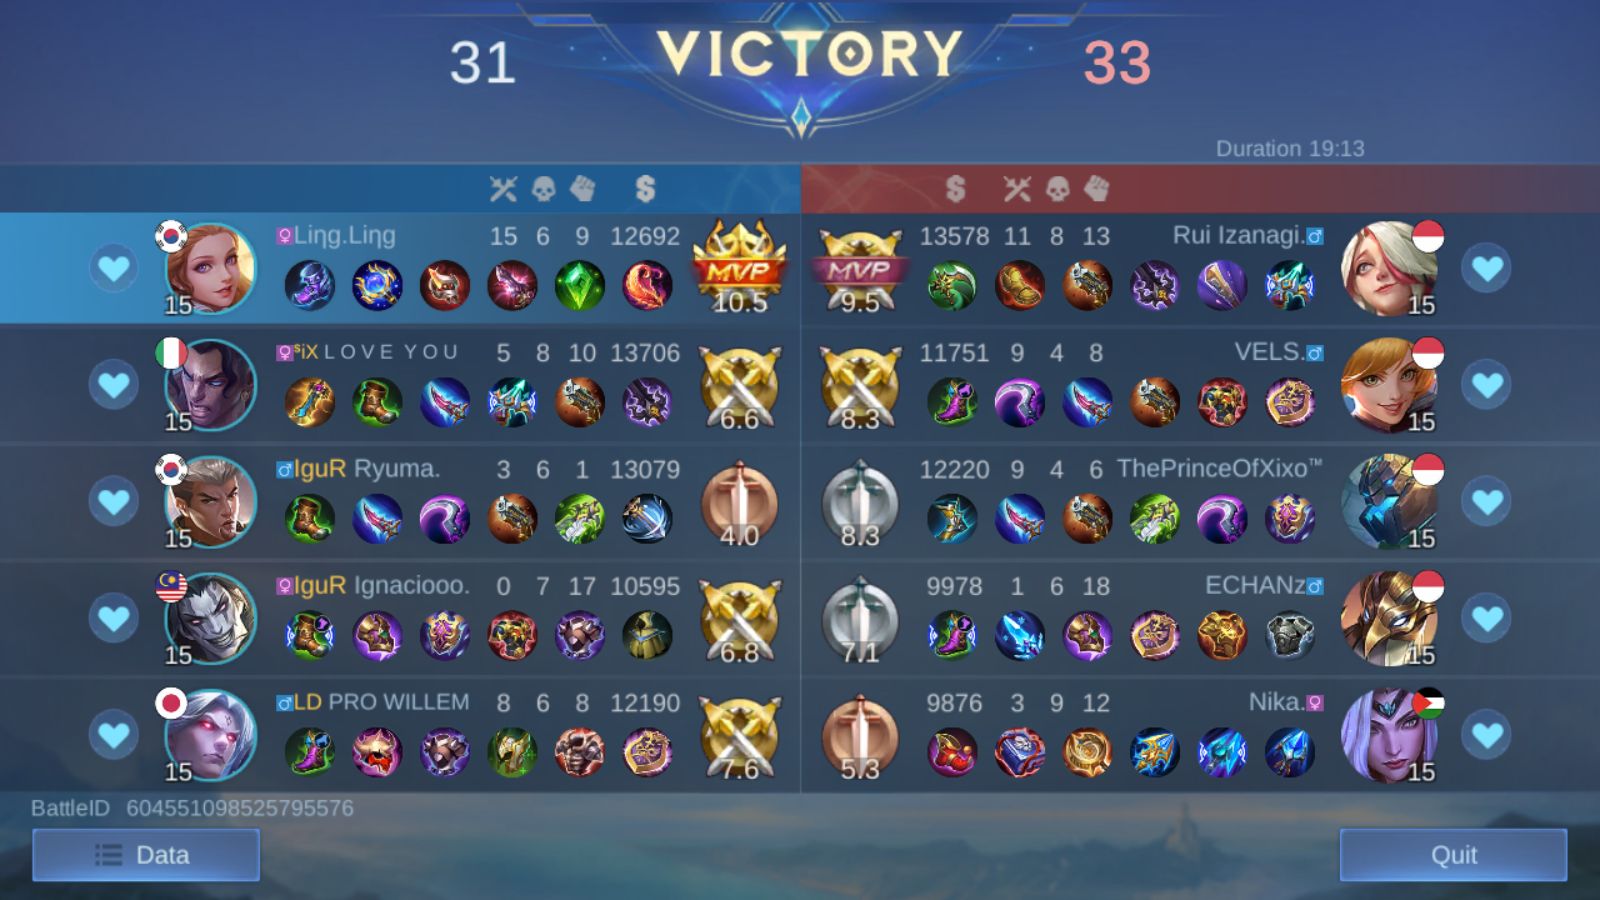 31 VICTORY 33
Duration 19:13
Liŋg.Liŋg 15 6 9 12692 MVP 10.5 15
MVP 9.5 13578 11 8 13 Rui Izanagi. 15
ˢiX L O V E Y O U 5 8 10 13706 6.6 15
8.3 11751 9 4 8 VELS. 15
IguR Ryuma. 3 6 1 13079 4.0 15
8.3 12220 9 4 6 ThePrinceOfXixo™ 15
IguR Ignaciooo. 0 7 17 10595 6.8 15
7.1 9978 1 6 18 ECHANz 15
LD PRO WILLEM 8 6 8 12190 7.6 15
5.3 9876 3 9 12 Nika. 15
BattleID 604551098525795576
Data
Quit